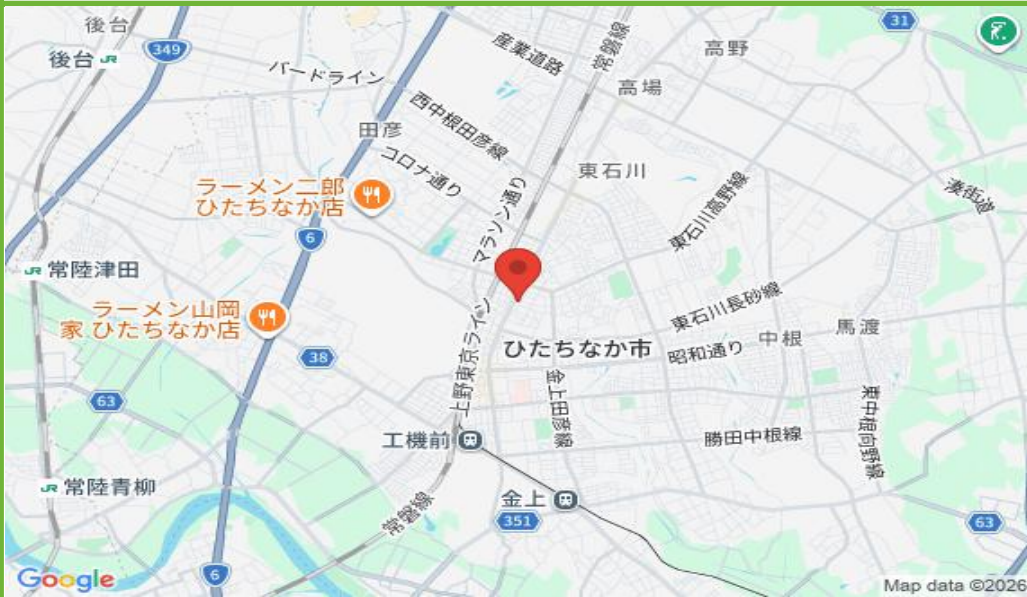 後台
後台 JR
349
バードライン
産業道路
常磐線
31
高野
高場
西中根田彦線
田彦
コロナ通り
東石川
ラーメン二郎
ひたちなか店
6
マラソン通り
東石川高野線
湊街道
JR 常陸津田
ラーメン山岡
家 ひたちなか店
38
上野東京ライン
ひたちなか市
東石川長砂線
昭和通り
中根
馬渡
63
金上田彦線
東中根向野線
工機前
勝田中根線
JR 常陸青柳
常磐線
金上
351
63
6
Google
Map data ©2026